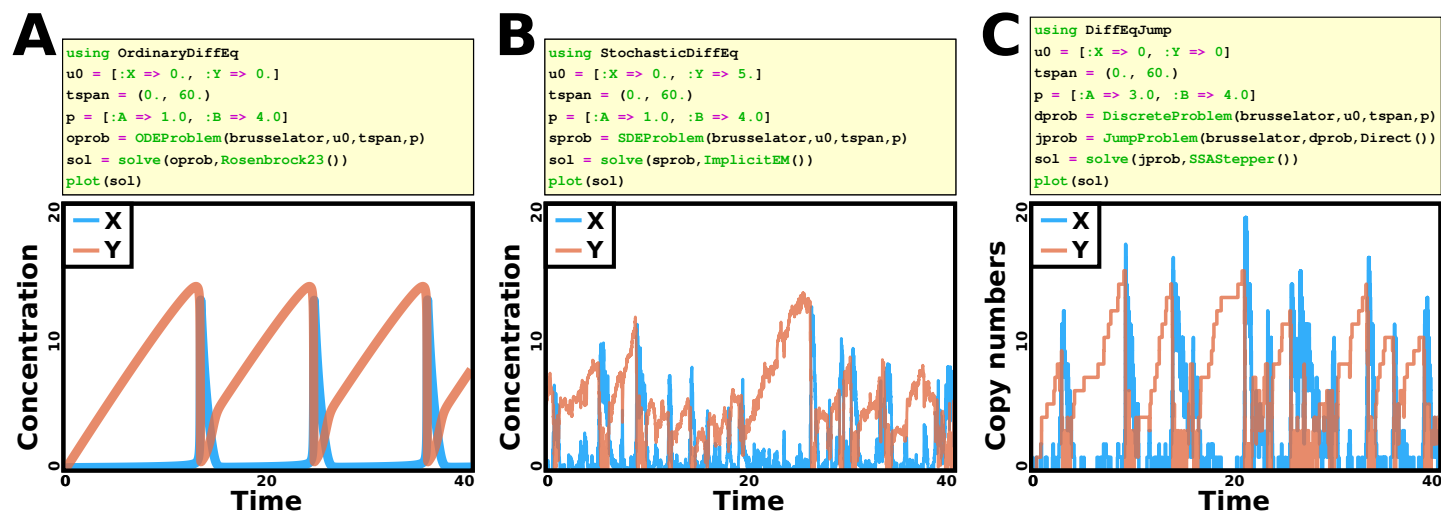 A
using OrdinaryDiffEq
u0 = [:X => 0., :Y => 0.]
tspan = (0., 60.)
p = [:A => 1.0, :B => 4.0]
oprob = ODEProblem(brusselator,u0,tspan,p)
sol = solve(oprob,Rosenbrock23())
plot(sol)
X
Y
Concentration
20
10
0
0
20
40
Time
B
using StochasticDiffEq
u0 = [:X => 0., :Y => 5.]
tspan = (0., 60.)
p = [:A => 1.0, :B => 4.0]
sprob = SDEProblem(brusselator,u0,tspan,p)
sol = solve(sprob,ImplicitEM())
plot(sol)
X
Y
Concentration
20
10
0
0
20
40
Time
C
using DiffEqJump
u0 = [:X => 0, :Y => 0]
tspan = (0., 60.)
p = [:A => 3.0, :B => 4.0]
dprob = DiscreteProblem(brusselator,u0,tspan,p)
jprob = JumpProblem(brusselator,dprob,Direct())
sol = solve(jprob,SSAStepper())
plot(sol)
X
Y
Copy numbers
20
10
0
0
20
40
Time